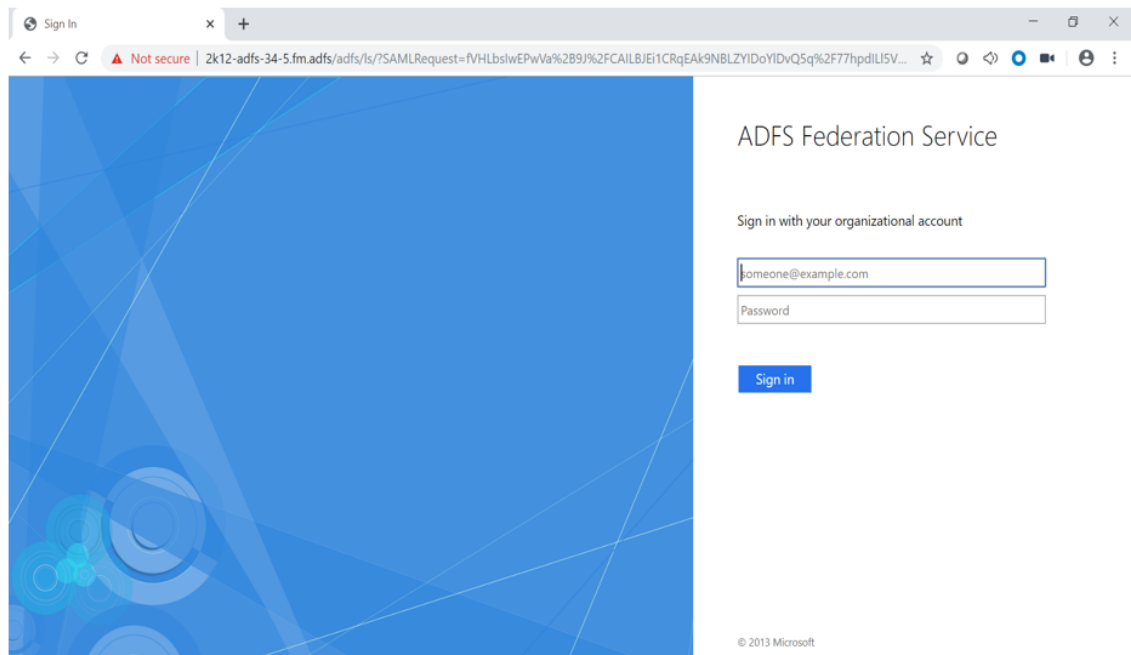 Sign In
Not secure 2k12-adfs-34-5.fm.adfs/adfs/ls/?SAMLRequest=fVHLbsIwEPwVa%2B9J%2FCAILBJEi1CRqEAk9NBLZYIDoYIDvQ5q%2F77hpdILl5V...
ADFS Federation Service
Sign in with your organizational account
someone@example.com
Password
Sign in
© 2013 Microsoft